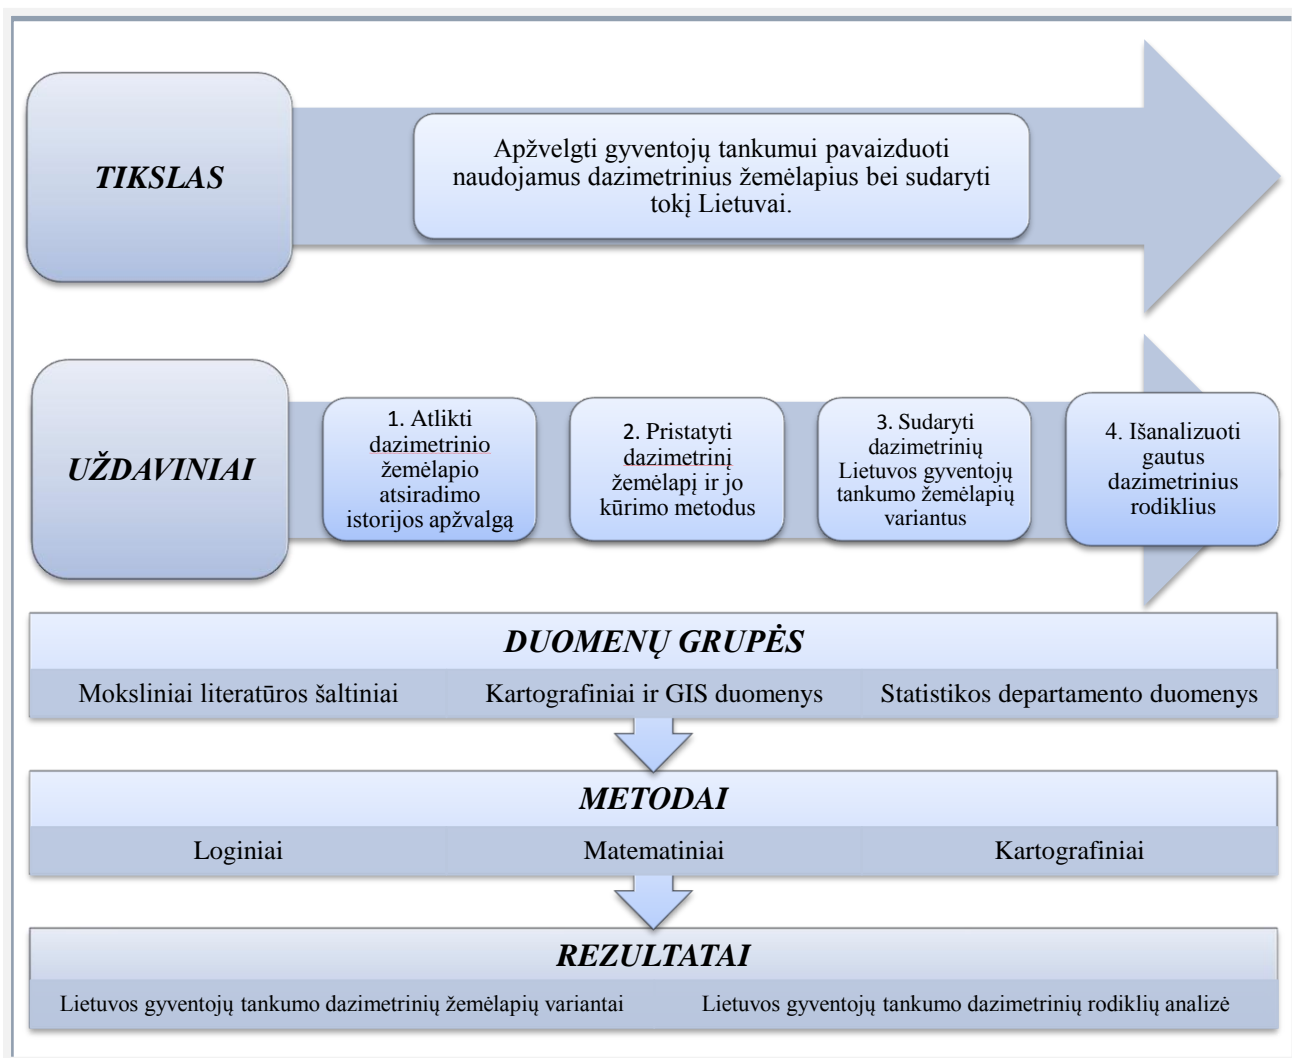 TIKSLAS
Apžvelgti gyventojų tankumui pavaizduoti
naudojamus dazimetrinius žemėlapius bei sudaryti
tokį Lietuvai.
UŽDAVINIAI
1. Atlikti
dazimetrinio
žemėlapio
atsiradimo
istorijos apžvalgą
2. Pristatyti
dazimetrinį
žemėlapį ir jo
kūrimo metodus
3. Sudaryti
dazimetrinių
Lietuvos gyventojų
tankumo žemėlapių
variantus
4. Išanalizuoti
gautus
dazimetrinius
rodiklius
DUOMENŲ GRUPĖS
Moksliniai literatūros šaltiniai
Kartografiniai ir GIS duomenys
Statistikos departamento duomenys
METODAI
Loginiai
Matematiniai
Kartografiniai
REZULTATAI
Lietuvos gyventojų tankumo dazimetrinių žemėlapių variantai
Lietuvos gyventojų tankumo dazimetrinių rodiklių analizė